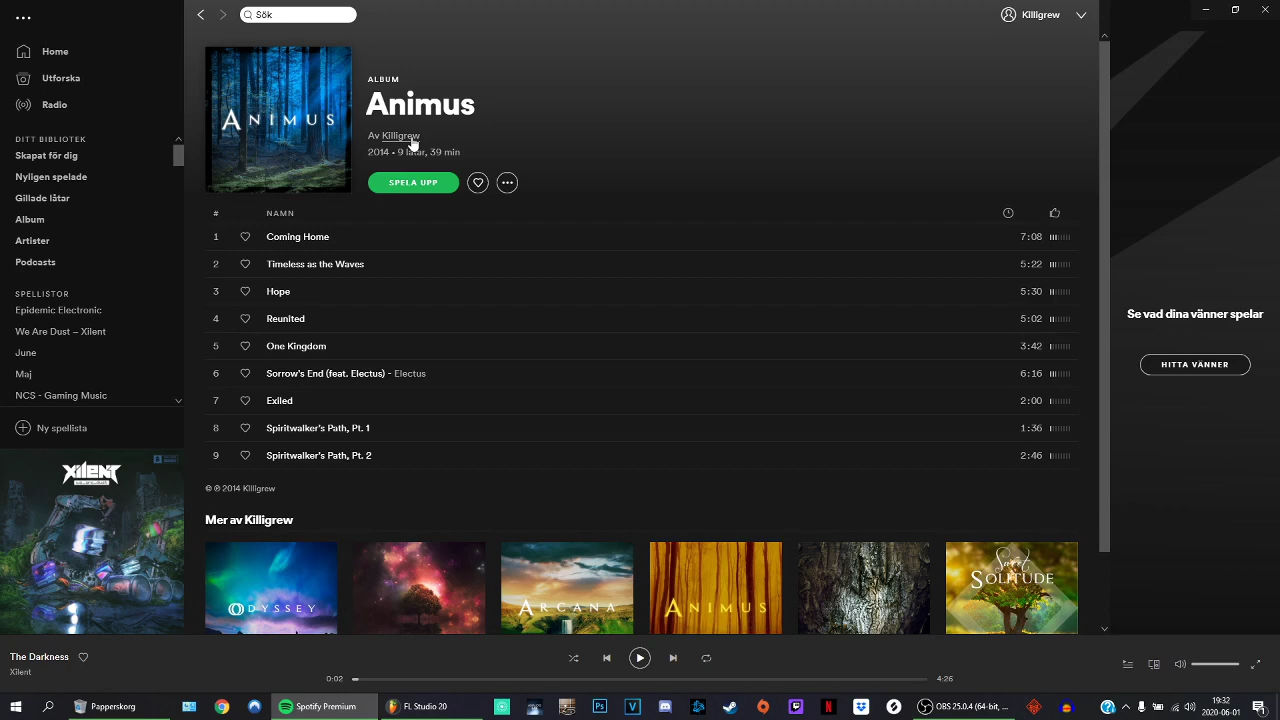 Sök
Killigrew
Home
Utforska
Radio
DITT BIBLIOTEK
Skapat för dig
Nyligen spelade
Gillade låtar
Album
Artister
Podcasts
SPELLISTOR
Epidemic Electronic
We Are Dust – Xilent
June
Maj
NCS - Gaming Music
Ny spellista
XILENT
The Darkness
Xilent
ANIMUS
ALBUM
Animus
Av Killigrew
2014 • 9 låtar, 39 min
SPELA UPP
# NAMN
1 Coming Home 7:08
2 Timeless as the Waves 5:22
3 Hope 5:30
4 Reunited 5:02
5 One Kingdom 3:42
6 Sorrow's End (feat. Electus) - Electus 6:16
7 Exiled 2:00
8 Spiritwalker's Path, Pt. 1 1:36
9 Spiritwalker's Path, Pt. 2 2:46
© ℗ 2014 Killigrew
Mer av Killigrew
ODYSSEY
ARCANA
ANIMUS
Sweet
SOLITUDE
Se vad dina vänner spelar
HITTA VÄNNER
0:02 4:26
Papperskorg
Spotify Premium
FL Studio 20
OBS 25.0.4 (64-bit, ...
19:32
2020-06-01